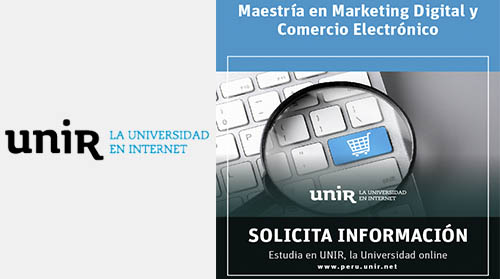 unir
LA UNIVERSIDAD
EN INTERNET
Maestría en Marketing Digital y
Comercio Electrónico
unir
LA UNIVERSIDAD
EN INTERNET
SOLICITA INFORMACIÓN
Estudia en UNIR, la Universidad online
www.peru.unir.net